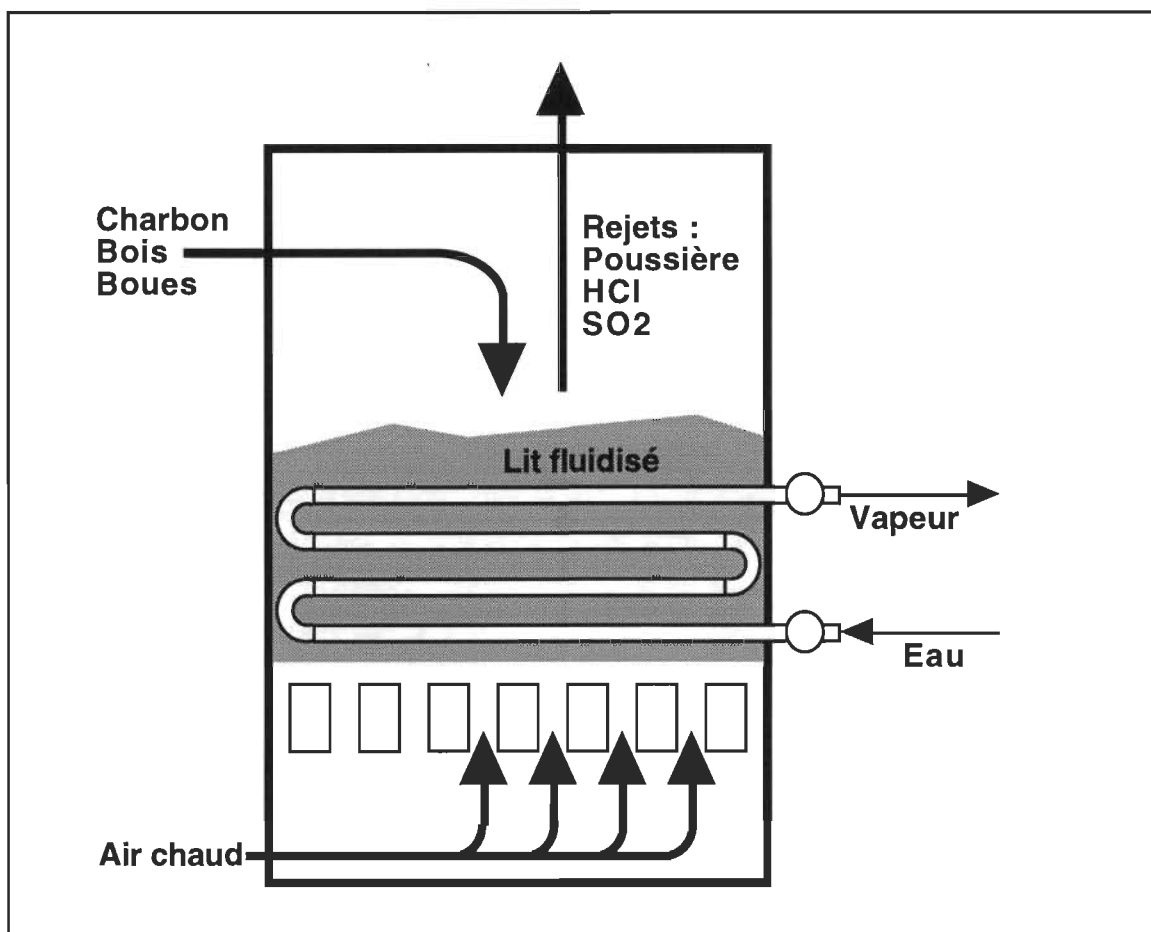 Charbon
Bois
Boues
Rejets :
Poussière
HCl
SO2
Lit fluidisé
Vapeur
Eau
Air chaud